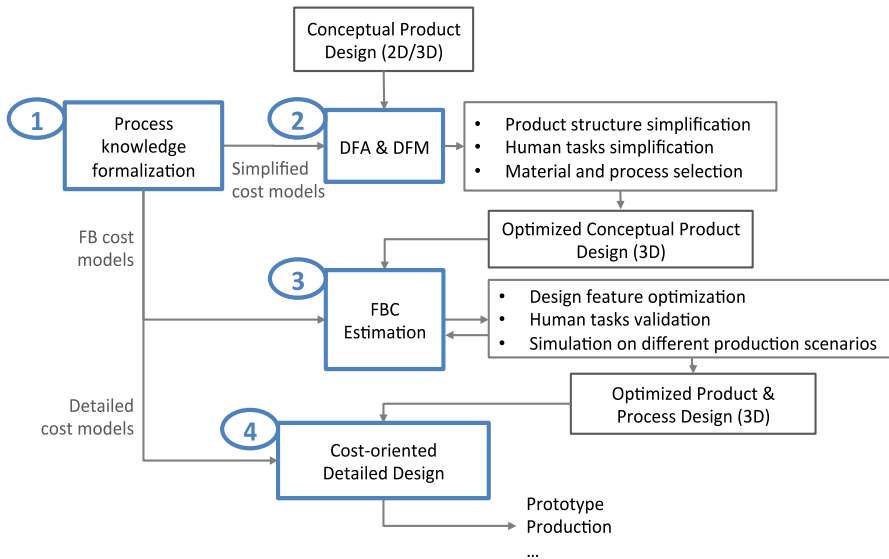 Conceptual Product
Design (2D/3D)
1
Process
knowledge
formalization
2
DFA & DFM
• Product structure simplification
• Human tasks simplification
• Material and process selection
Simplified
cost models
FB cost
models
Optimized Conceptual Product
Design (3D)
3
FBC
Estimation
• Design feature optimization
• Human tasks validation
• Simulation on different production scenarios
Detailed
cost models
Optimized Product &
Process Design (3D)
4
Cost-oriented
Detailed Design
Prototype
Production
...